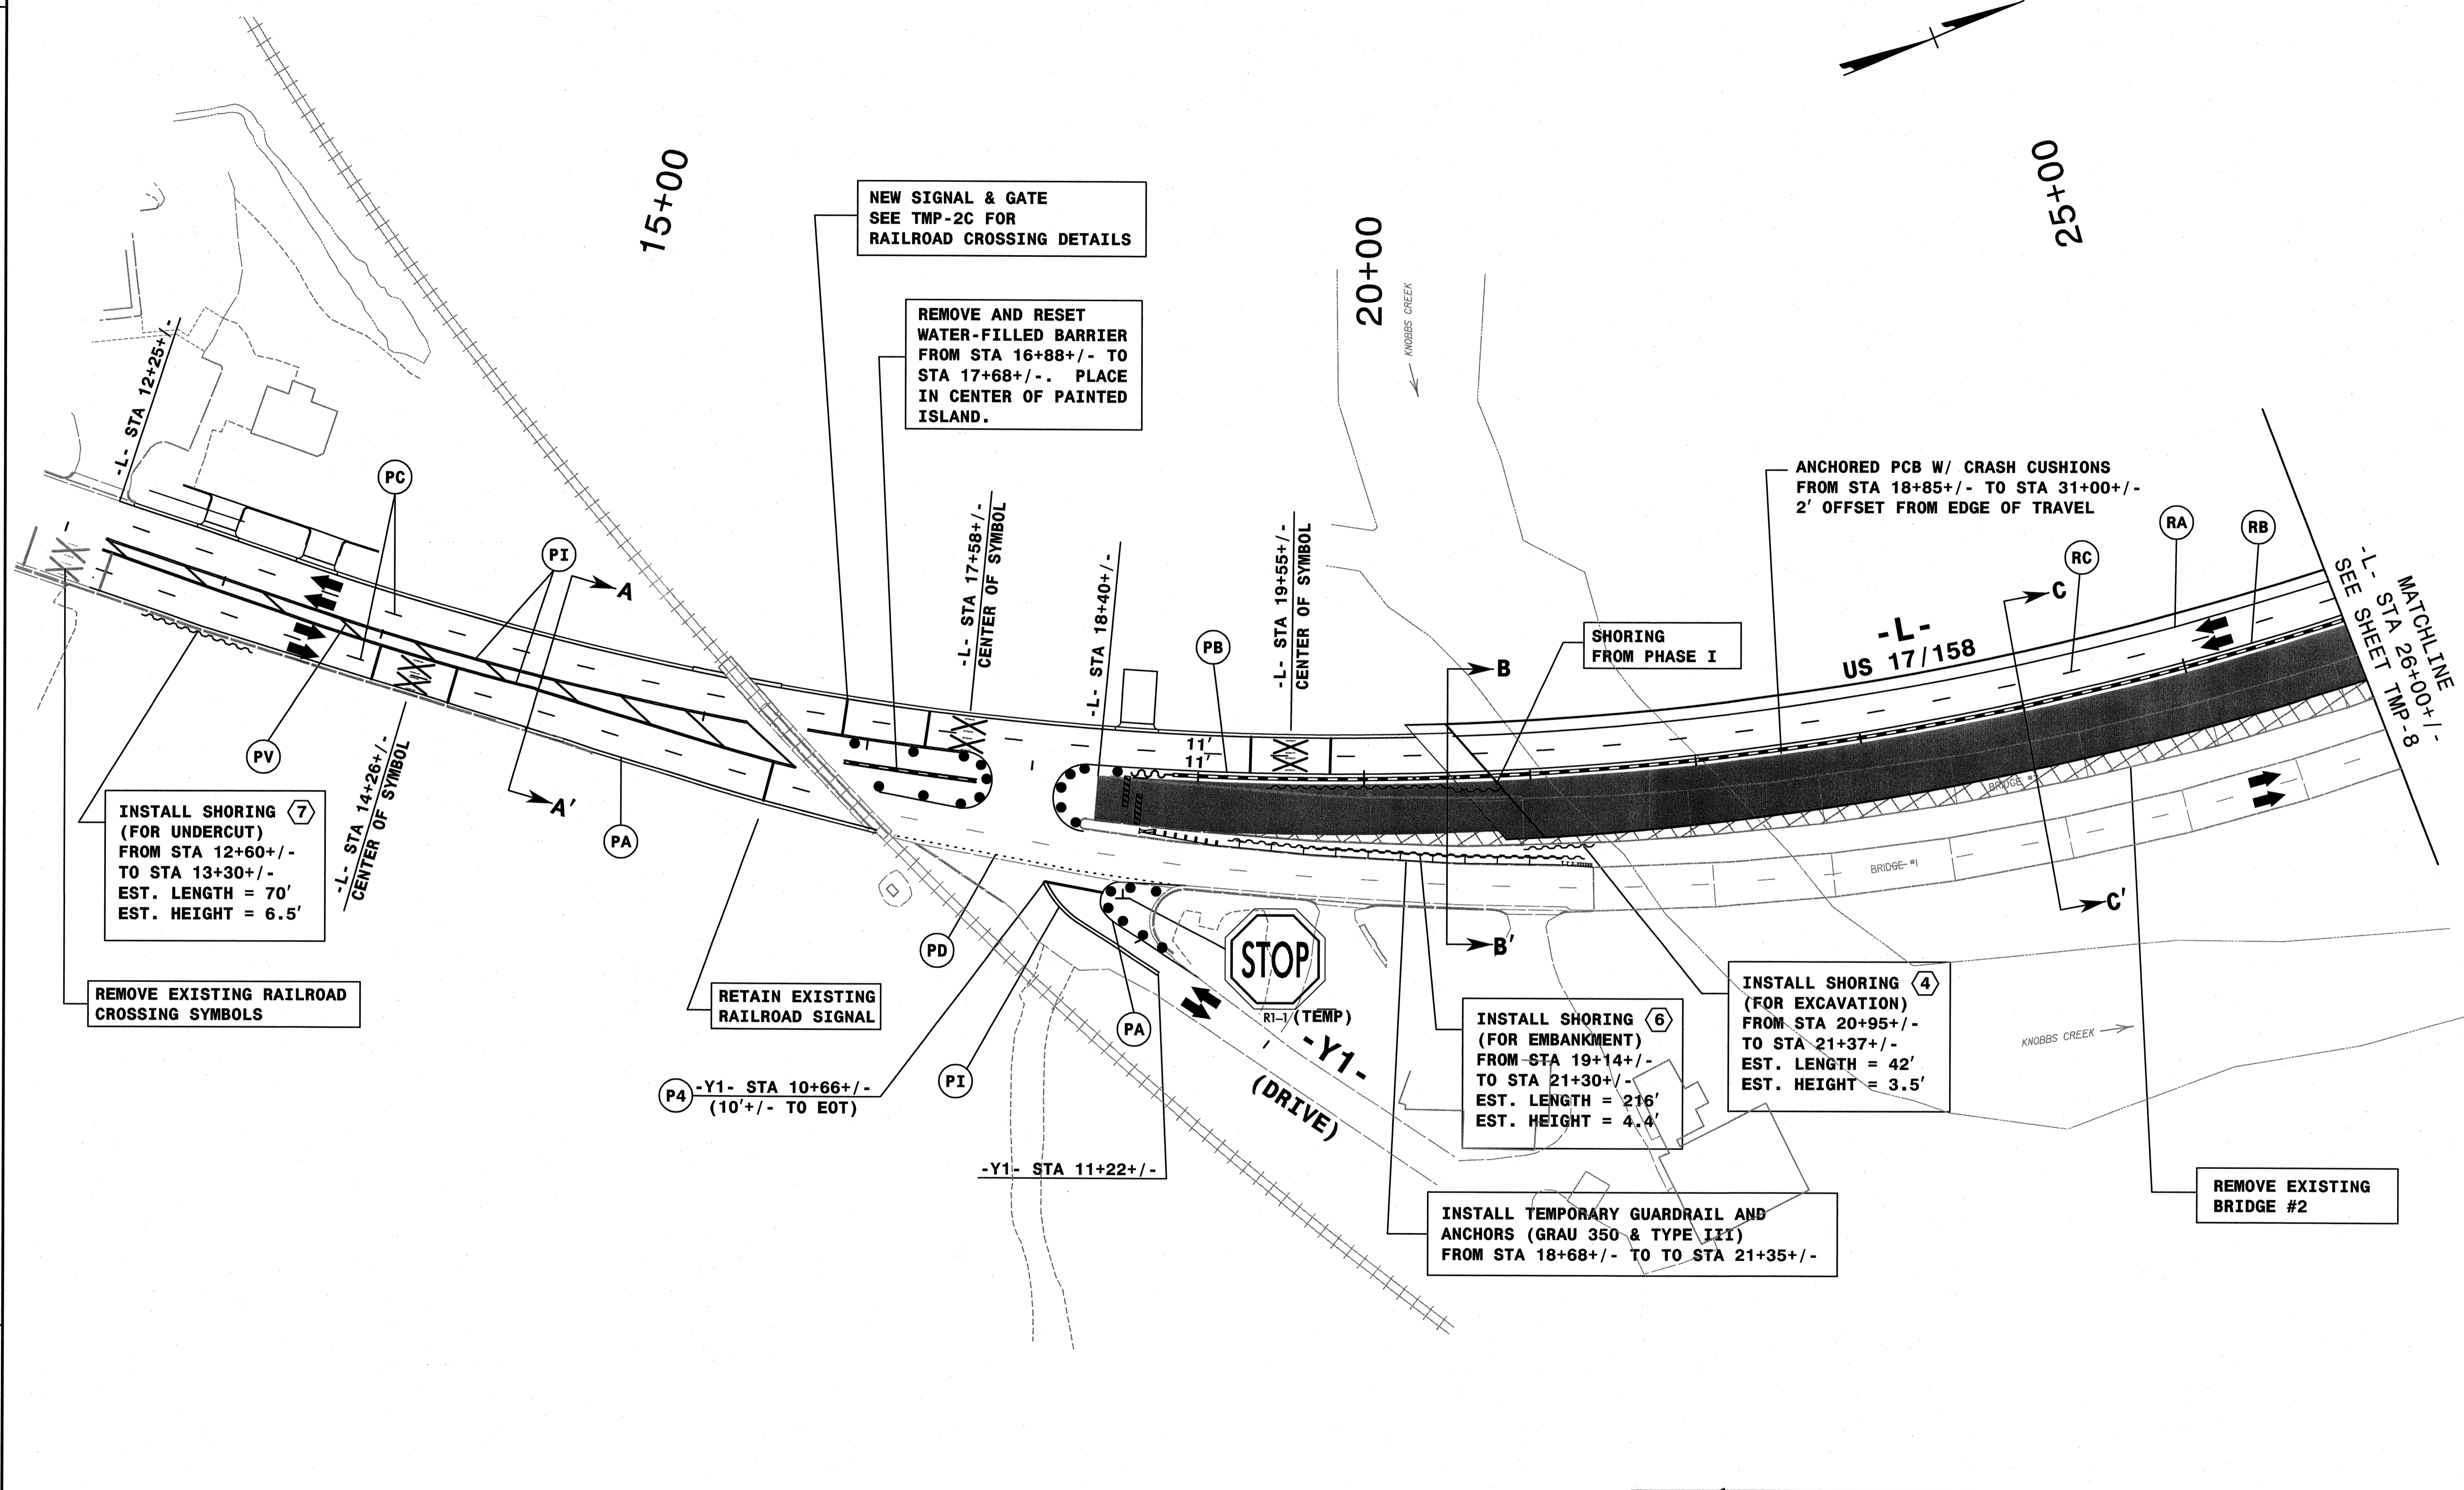 15+00
20+00
25+00
NEW SIGNAL & GATE
SEE TMP-2C FOR
RAILROAD CROSSING DETAILS
REMOVE AND RESET
WATER-FILLED BARRIER
FROM STA 16+88+/- TO
STA 17+68+/-. PLACE
IN CENTER OF PAINTED
ISLAND.
KNOBBS CREEK
-L- STA 12+25+/-
PC
PI
A
-L- STA 17+58+/-
CENTER OF SYMBOL
-L- STA 18+40+/-
-L- STA 19+55+/-
CENTER OF SYMBOL
PB
11'
11'
B
SHORING
FROM PHASE I
ANCHORED PCB W/ CRASH CUSHIONS
FROM STA 18+85+/- TO STA 31+00+/-
2' OFFSET FROM EDGE OF TRAVEL
RA
RB
RC
C
-L-
US 17/158
MATCHLINE
-L- STA 26+00+/-
SEE SHEET TMP-8
PV
-L- STA 14+26+/-
CENTER OF SYMBOL
A'
PA
INSTALL SHORING 7
(FOR UNDERCUT)
FROM STA 12+60+/-
TO STA 13+30+/-
EST. LENGTH = 70'
EST. HEIGHT = 6.5'
REMOVE EXISTING RAILROAD
CROSSING SYMBOLS
RETAIN EXISTING
RAILROAD SIGNAL
PD
P4
-Y1- STA 10+66+/-
(10'+/- TO EOT)
PI
PA
-Y1- STA 11+22+/-
STOP
R1-1 (TEMP)
-Y1-
(DRIVE)
B'
BRIDGE #1
C'
INSTALL SHORING 6
(FOR EMBANKMENT)
FROM STA 19+14+/-
TO STA 21+30+/-
EST. LENGTH = 216'
EST. HEIGHT = 4.4'
INSTALL SHORING 4
(FOR EXCAVATION)
FROM STA 20+95+/-
TO STA 21+37+/-
EST. LENGTH = 42'
EST. HEIGHT = 3.5'
KNOBBS CREEK
INSTALL TEMPORARY GUARDRAIL AND
ANCHORS (GRAU 350 & TYPE III)
FROM STA 18+68+/- TO TO STA 21+35+/-
REMOVE EXISTING
BRIDGE #2
BRIDGE